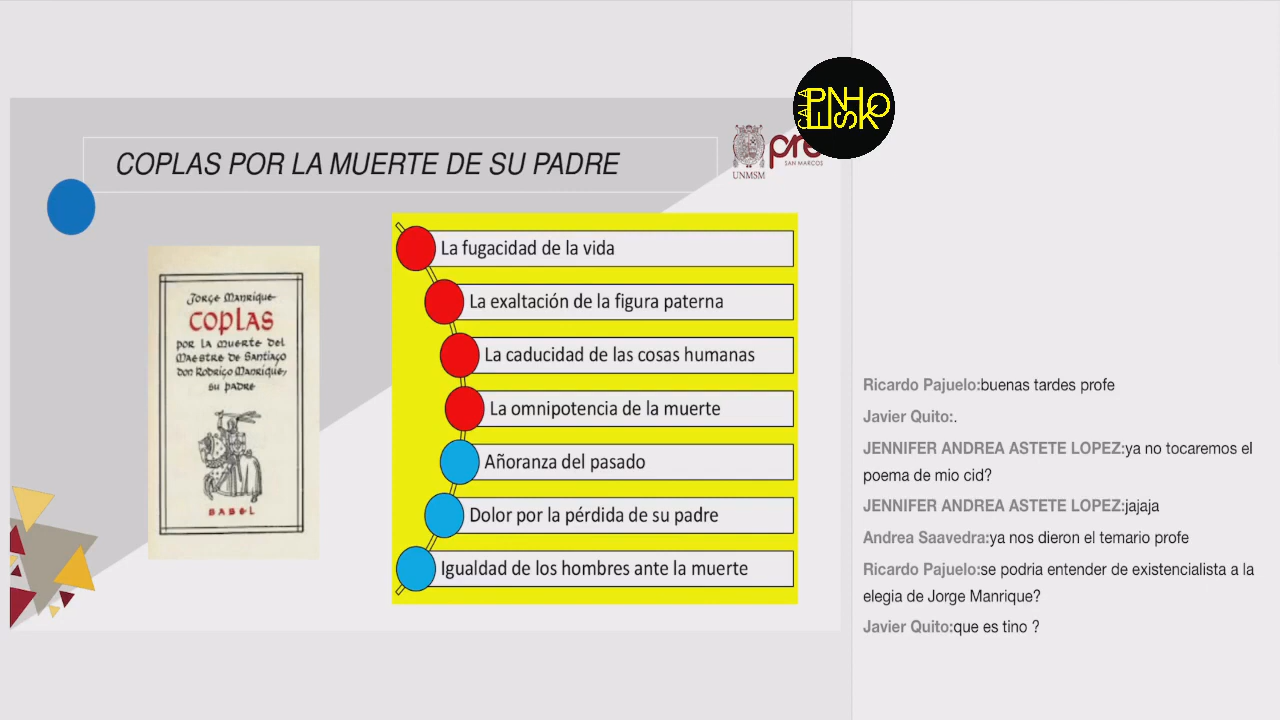 CALA
PNHO
ESK
COPLAS POR LA MUERTE DE SU PADRE
UNMSM
pre
SAN MARCOS
Jorge Manrique
COPLAS
por la muerte del
Maestre de Santiago
don Rodrigo Manrique,
su padre
BABEL
La fugacidad de la vida
La exaltación de la figura paterna
La caducidad de las cosas humanas
La omnipotencia de la muerte
Añoranza del pasado
Dolor por la pérdida de su padre
Igualdad de los hombres ante la muerte
Ricardo Pajuelo:buenas tardes profe
Javier Quito:.
JENNIFER ANDREA ASTETE LOPEZ:ya no tocaremos el
poema de mio cid?
JENNIFER ANDREA ASTETE LOPEZ:jajaja
Andrea Saavedra:ya nos dieron el temario profe
Ricardo Pajuelo:se podria entender de existencialista a la
elegia de Jorge Manrique?
Javier Quito:que es tino ?